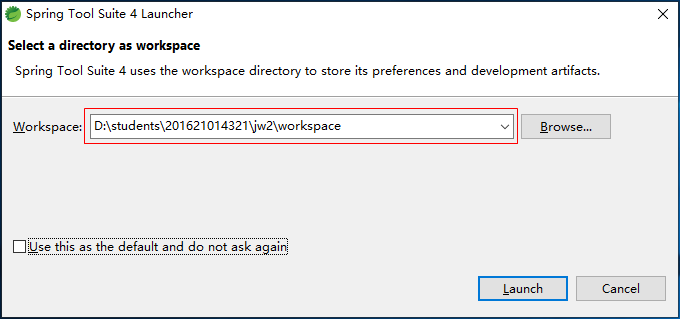 Spring Tool Suite 4 Launcher
Select a directory as workspace
Spring Tool Suite 4 uses the workspace directory to store its preferences and development artifacts.
Workspace: D:\students\201621014321\jw2\workspace Browse...
Use this as the default and do not ask again
Launch Cancel